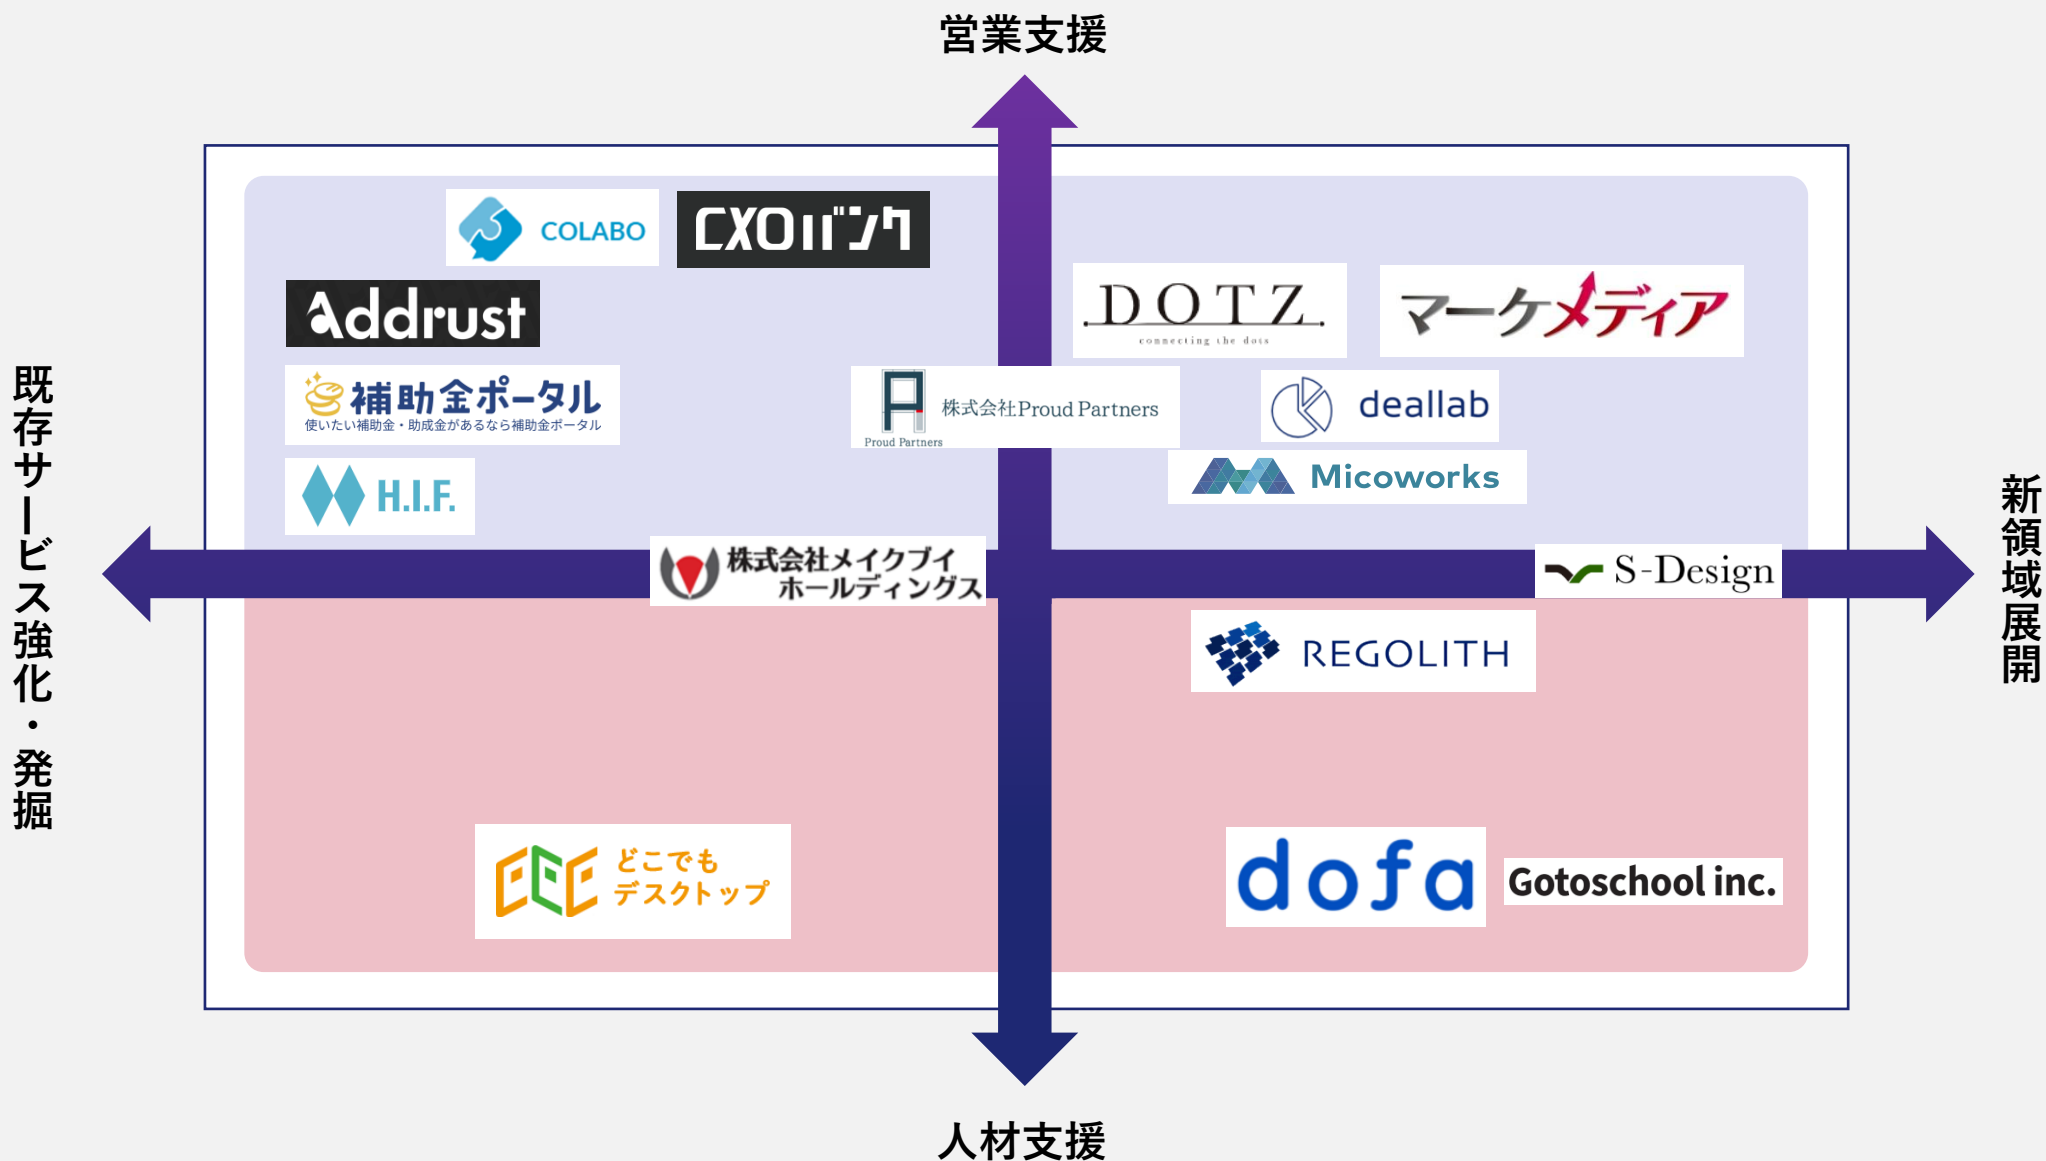 営業支援
COLABO
CXOバンク
Addrust
DOTZ
connecting the dots
マーケメディア
補助金ポータル
使いたい補助金・助成金があるなら補助金ポータル
Proud Partners
株式会社Proud Partners
deallab
H.I.F.
Micoworks
既存サービス強化・発掘
新領域展開
株式会社メイクブイ
ホールディングス
S-Design
REGOLITH
どこでも
デスクトップ
dofa
Gotoschool inc.
人材支援